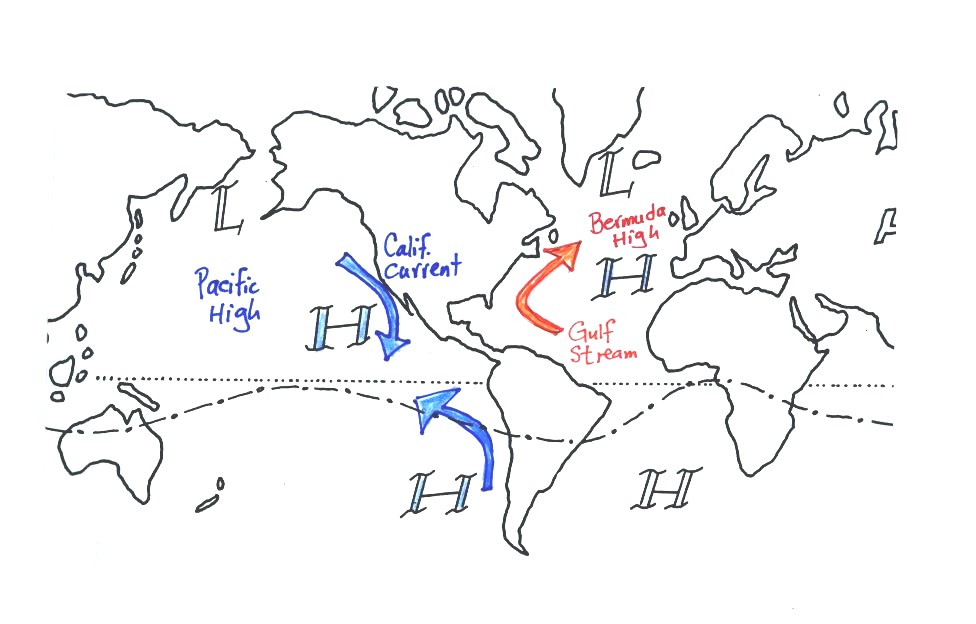 L
L
Bermuda
High
Calif.
Current
H
Pacific
High
H
Gulf
Stream
H
H